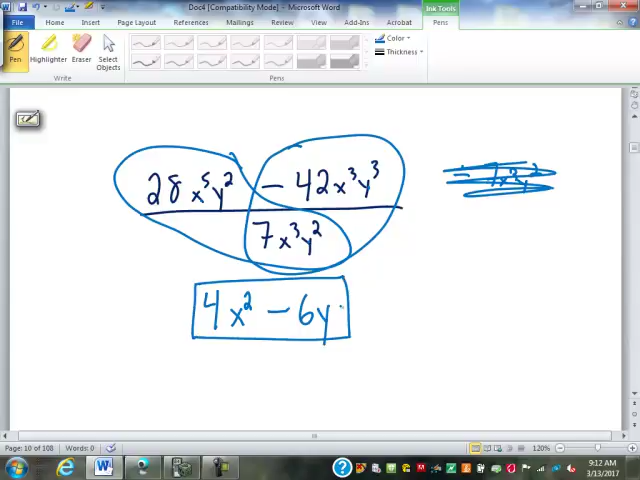 Doc4 [Compatibility Mode] - Microsoft Word
Ink Tools
File Home Insert Page Layout References Mailings Review View Add-Ins Acrobat Pens
Pen Highlighter Eraser Select Objects
Color
Thickness
Write
Pens
28x⁵y² − 42x³y³
7x³y²
4x² − 6y
Page: 10 of 108 Words: 0
120%
9:12 AM
3/13/2017